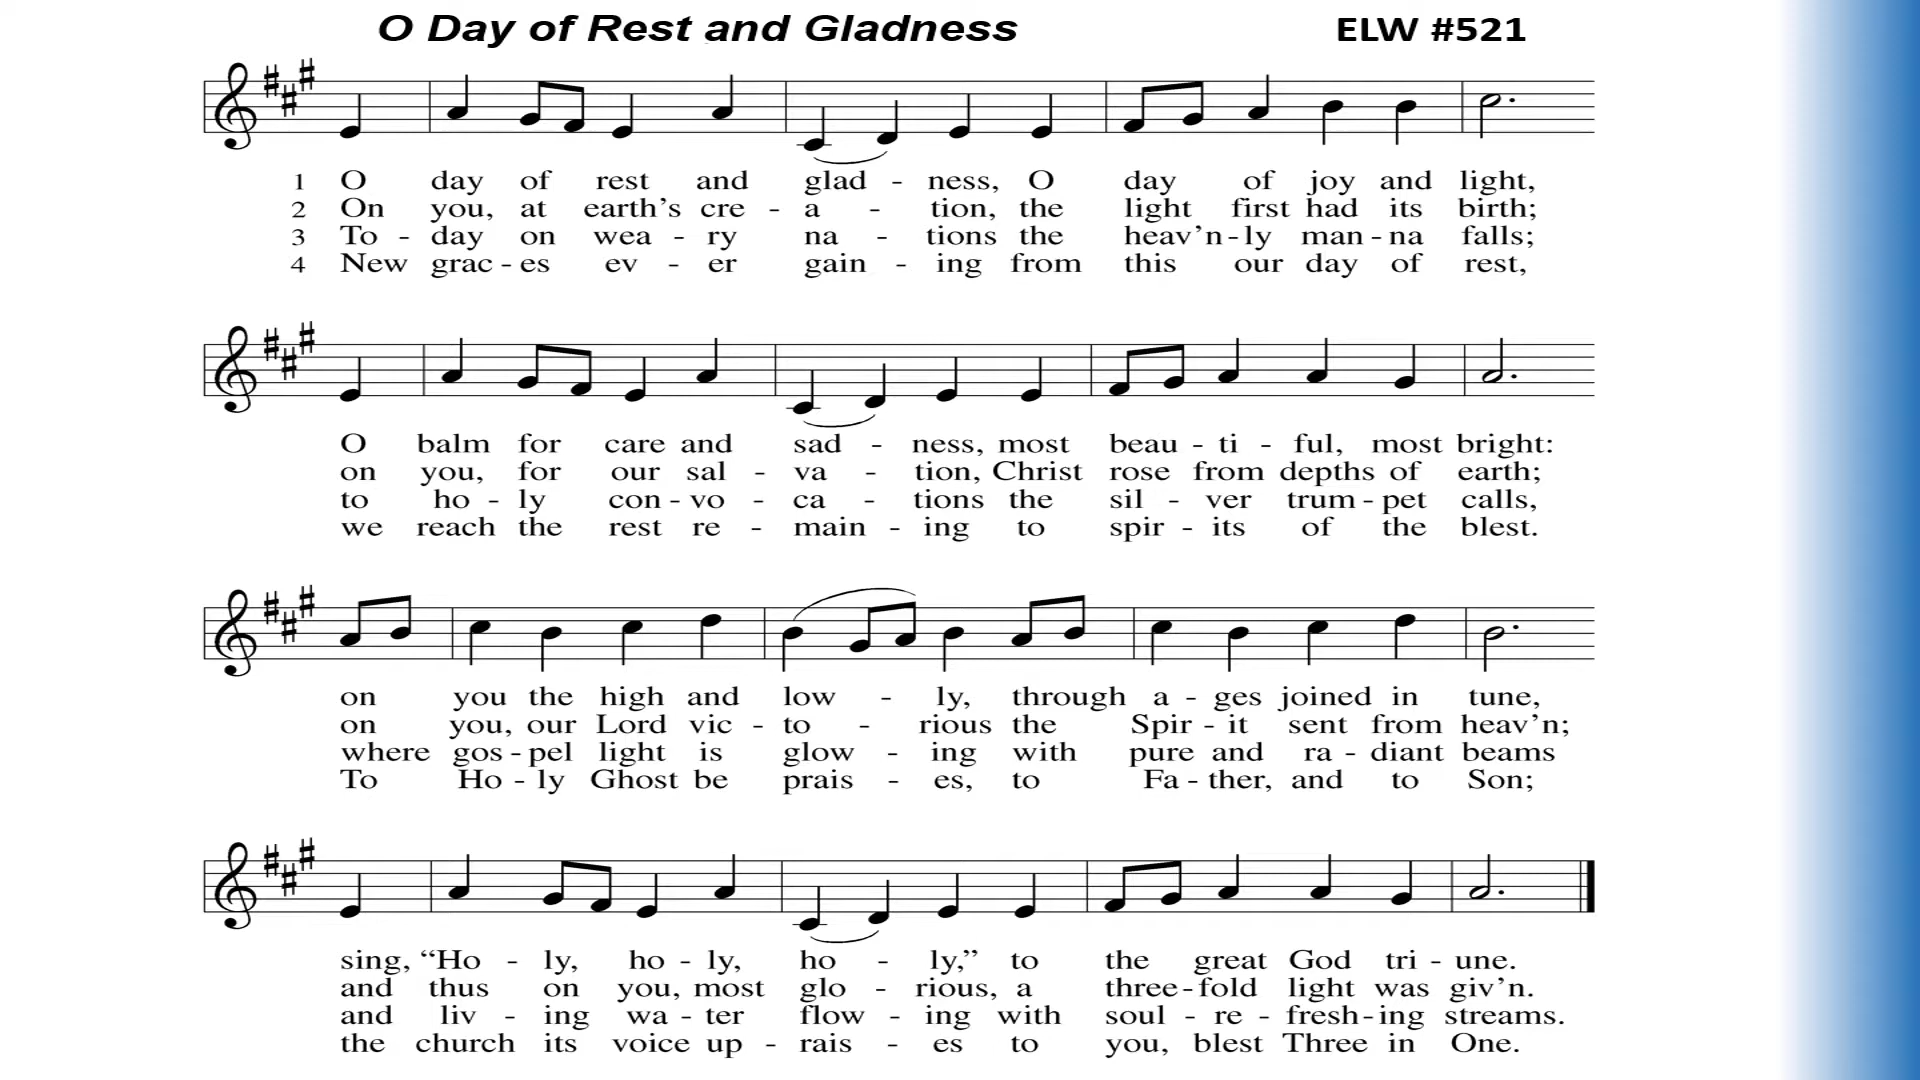 O Day of Rest and Gladness ELW #521
1 O day of rest and glad - ness, O day of joy and light,
2 On you, at earth’s cre - a - tion, the light first had its birth;
3 To - day on wea - ry na - tions the heav’n - ly man - na falls;
4 New grac - es ev - er gain - ing from this our day of rest,
O balm for care and sad - ness, most beau - ti - ful, most bright:
on you, for our sal - va - tion, Christ rose from depths of earth;
to ho - ly con - vo - ca - tions the sil - ver trum - pet calls,
we reach the rest re - main - ing to spir - its of the blest.
on you the high and low - ly, through a - ges joined in tune,
on you, our Lord vic - to - rious the Spir - it sent from heav’n;
where gos - pel light is glow - ing with pure and ra - diant beams
To Ho - ly Ghost be prais - es, to Fa - ther, and to Son;
sing, “Ho - ly, ho - ly, ho - ly,” to the great God tri - une.
and thus on you, most glo - rious, a three - fold light was giv’n.
and liv - ing wa - ter flow - ing with soul - re - fresh - ing streams.
the church its voice up - rais - es to you, blest Three in One.